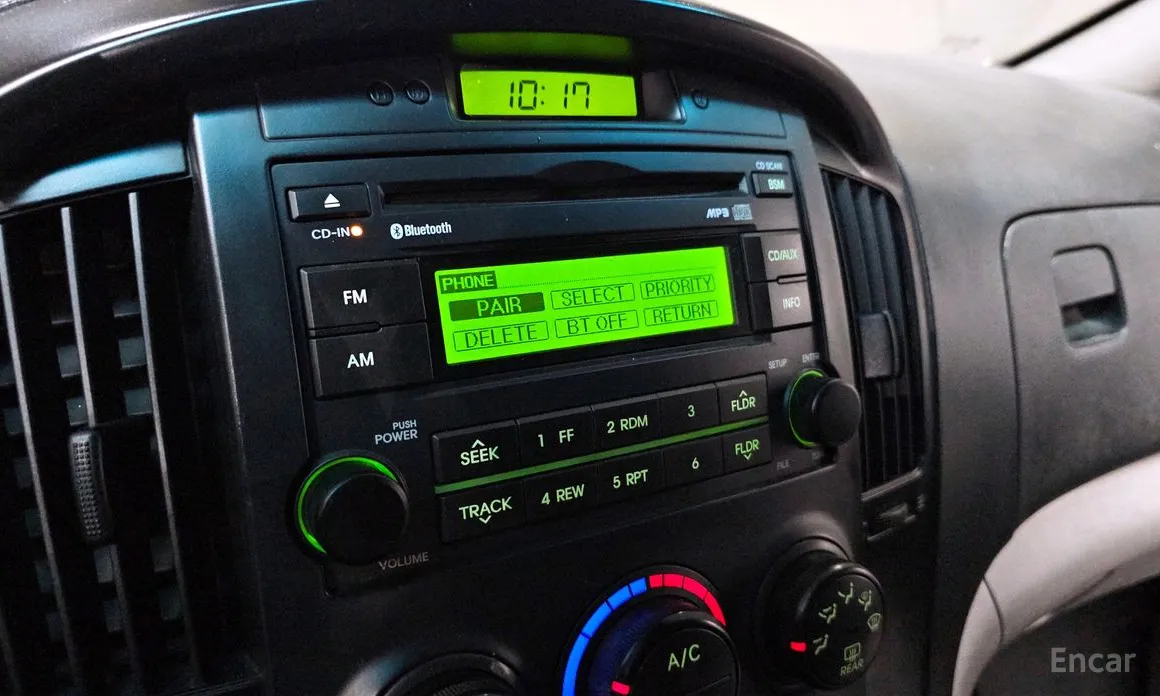 10:17
CD SCAN
BSM
CD-IN
Bluetooth
MP3
PHONE
PAIR SELECT PRIORITY
DELETE BT OFF RETURN
FM
AM
CD/AUX
INFO
SETUP ENTER
PUSH
POWER
VOLUME
SEEK 1 FF 2 RDM 3 FLDR
TRACK 4 REW 5 RPT 6 FLDR
FILE
A/C
REAR
Encar